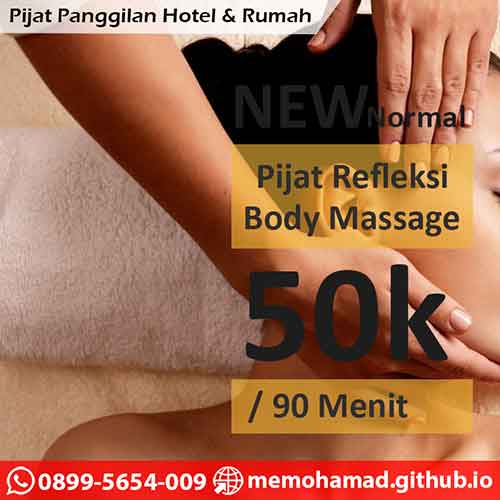 Pijat Panggilan Hotel & Rumah
NEW Normal
Pijat Refleksi
Body Massage
50k
/ 90 Menit
0899-5654-009 memohamad.github.io